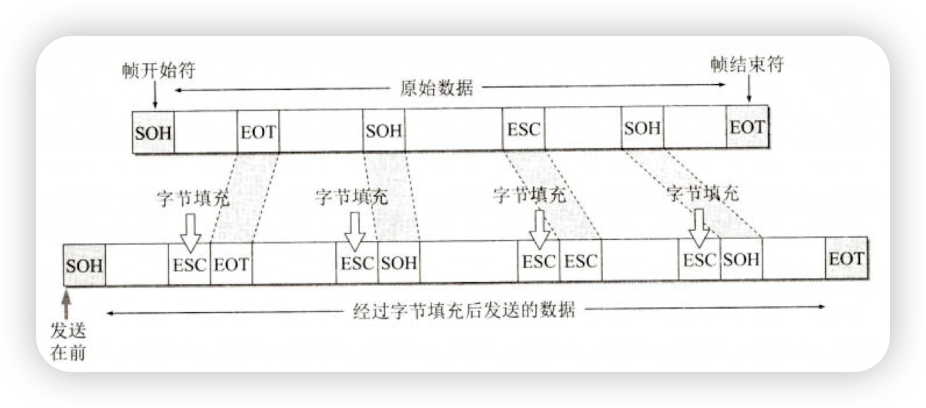 帧开始符
原始数据
帧结束符
SOH EOT SOH ESC SOH EOT
字节填充 字节填充 字节填充 字节填充
SOH ESC EOT ESC SOH ESC ESC ESC SOH EOT
经过字节填充后发送的数据
发送
在前